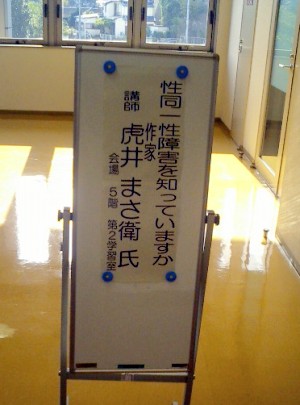 性同一性障害を知っていますか
講師
作家
虎井 まさ衛 氏
会場 5階 第2学習室